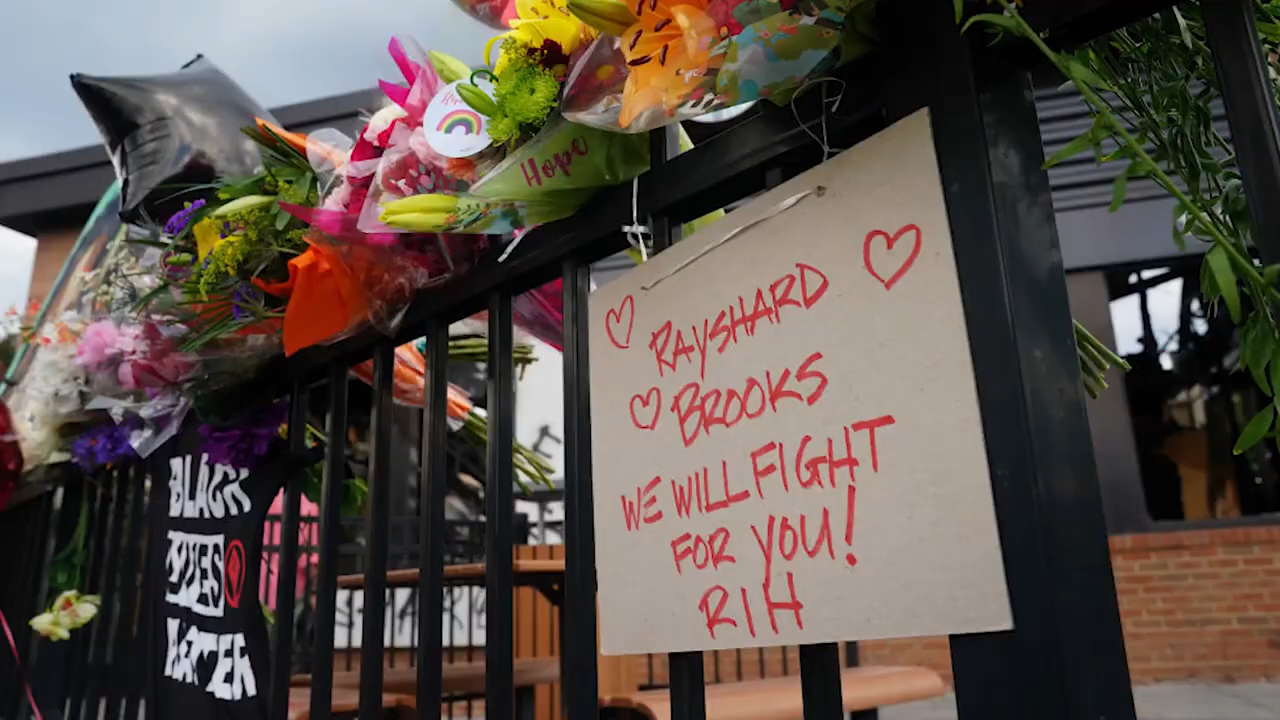 Hope
RAYSHARD
BROOKS
WE WILL FIGHT
FOR YOU!
RIH
BLACK
LIVES
MATTER